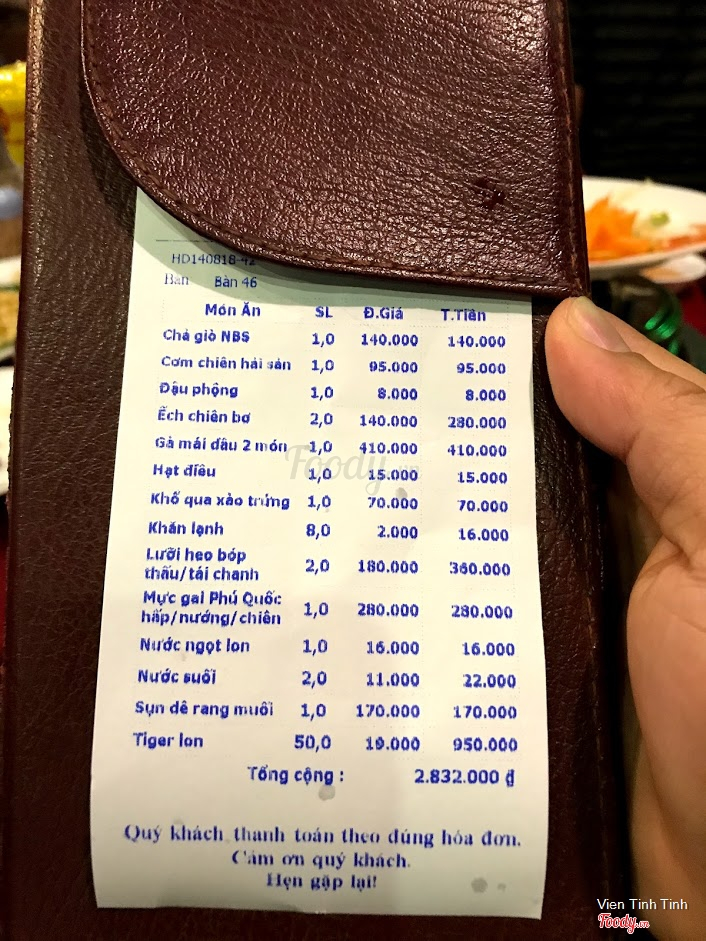 HD140818-42
Bàn Bàn 46
Món Ăn SL Đ.Giá T.Tiền
Chả giò NBS 1,0 140.000 140.000
Cơm chiên hải sản 1,0 95.000 95.000
Đậu phộng 1,0 8.000 8.000
Ếch chiên bơ 2,0 140.000 280.000
Gà mái dầu 2 món 1,0 410.000 410.000
Hạt điều 1,0 15.000 15.000
Khổ qua xào trứng 1,0 70.000 70.000
Khăn lạnh 8,0 2.000 16.000
Lưỡi heo bóp
thấu/tái chanh 2,0 180.000 360.000
Mực gai Phú Quốc
hấp/nướng/chiên 1,0 280.000 280.000
Nước ngọt lon 1,0 16.000 16.000
Nước suối 2,0 11.000 22.000
Sụn dê rang muối 1,0 170.000 170.000
Tiger lon 50,0 19.000 950.000
Tổng cộng : 2.832.000 ₫
Quý khách thanh toán theo đúng hóa đơn.
Cám ơn quý khách.
Hẹn gặp lại!
Foody.vn
Vien Tinh Tinh
Foody.vn